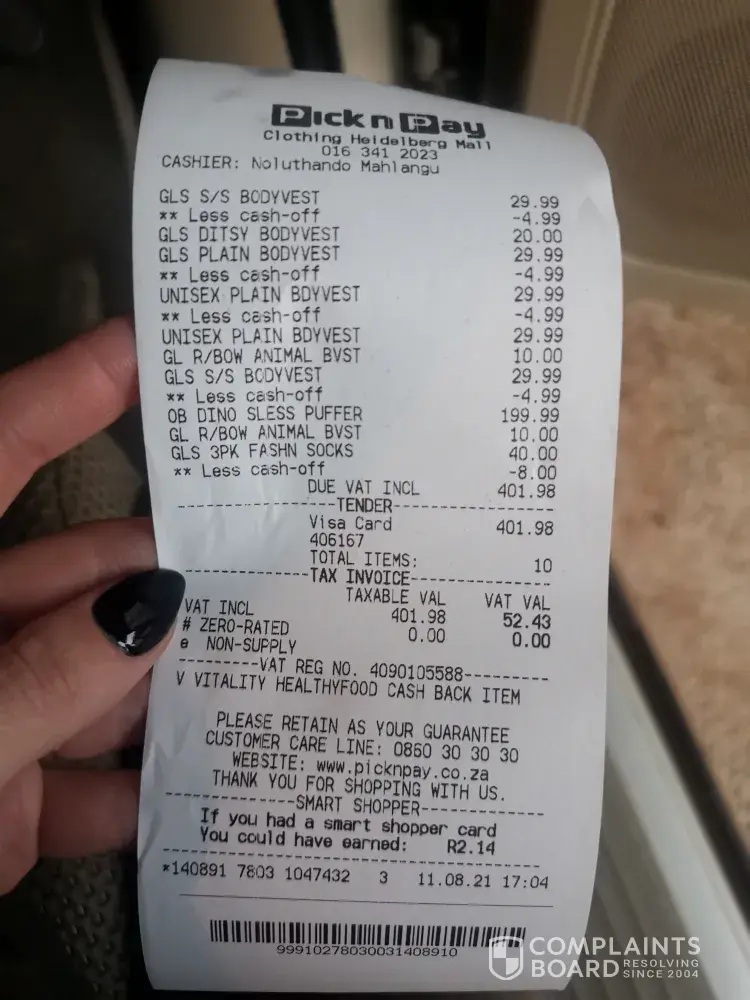 Pick n Pay
Clothing Heidelberg Mall
016 341 2023
CASHIER: Noluthando Mahlangu
GLS S/S BODYVEST 29.99
** Less cash-off -4.99
GLS DITSY BODYVEST 20.00
GLS PLAIN BODYVEST 29.99
** Less cash-off -4.99
UNISEX PLAIN BDYVEST 29.99
** Less cash-off -4.99
UNISEX PLAIN BDYVEST 29.99
GL R/BOW ANIMAL BVST 10.00
GLS S/S BODYVEST 29.99
** Less cash-off -4.99
OB DINO SLESS PUFFER 199.99
GL R/BOW ANIMAL BVST 10.00
GLS 3PK FASHN SOCKS 40.00
** Less cash-off -8.00
DUE VAT INCL 401.98
----------------TENDER----------------
Visa Card 401.98
406167
TOTAL ITEMS: 10
-------------TAX INVOICE--------------
TAXABLE VAL VAT VAL
VAT INCL 401.98 52.43
# ZERO-RATED 0.00 0.00
e NON-SUPPLY
---------VAT REG NO. 4090105588---------
V VITALITY HEALTHYFOOD CASH BACK ITEM
PLEASE RETAIN AS YOUR GUARANTEE
CUSTOMER CARE LINE: 0860 30 30 30
WEBSITE: www.picknpay.co.za
THANK YOU FOR SHOPPING WITH US.
-------------SMART SHOPPER-------------
If you had a smart shopper card
You could have earned: R2.14
*140891 7803 1047432 3 11.08.21 17:04
99910278030031408910
COMPLAINTS
BOARD RESOLVING
SINCE 2004